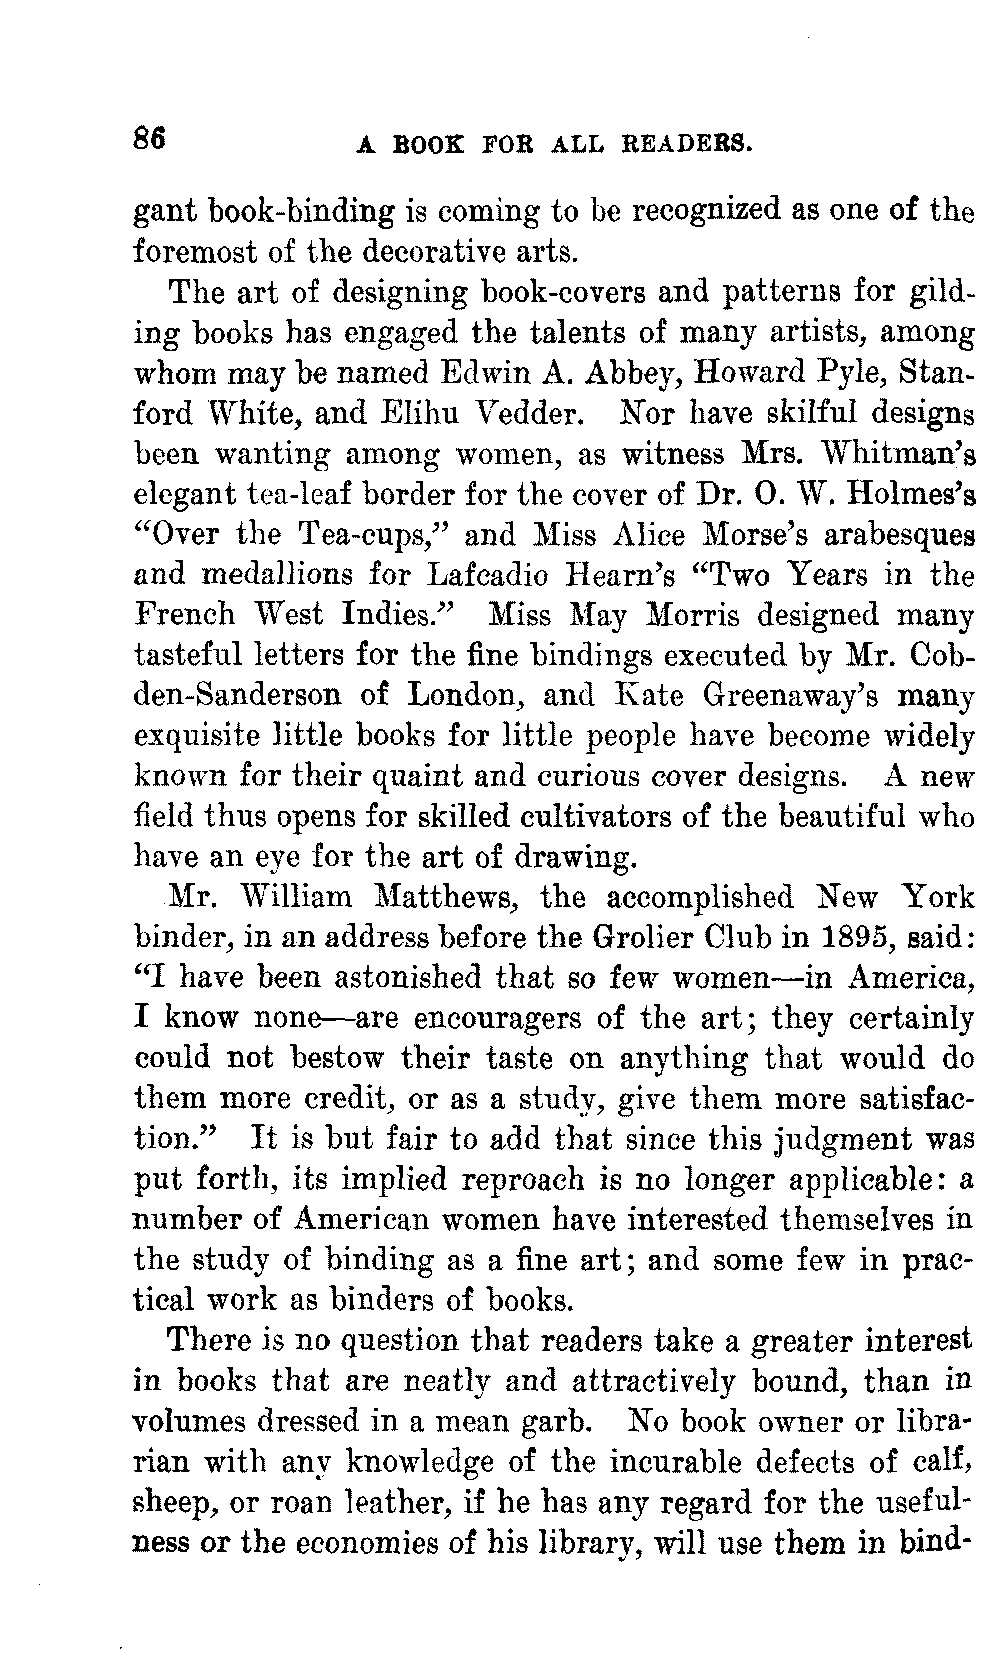 86 A BOOK FOR ALL READERS.
gant book-binding is coming to be recognized as one of the
foremost of the decorative arts.
The art of designing book-covers and patterns for gild-
ing books has engaged the talents of many artists, among
whom may be named Edwin A. Abbey, Howard Pyle, Stan-
ford White, and Elihu Vedder. Nor have skilful designs
been wanting among women, as witness Mrs. Whitman's
elegant tea-leaf border for the cover of Dr. O. W. Holmes's
“Over the Tea-cups,” and Miss Alice Morse's arabesques
and medallions for Lafcadio Hearn's “Two Years in the
French West Indies.” Miss May Morris designed many
tasteful letters for the fine bindings executed by Mr. Cob-
den-Sanderson of London, and Kate Greenaway's many
exquisite little books for little people have become widely
known for their quaint and curious cover designs. A new
field thus opens for skilled cultivators of the beautiful who
have an eye for the art of drawing.
Mr. William Matthews, the accomplished New York
binder, in an address before the Grolier Club in 1895, said:
“I have been astonished that so few women—in America,
I know none—are encouragers of the art; they certainly
could not bestow their taste on anything that would do
them more credit, or as a study, give them more satisfac-
tion.” It is but fair to add that since this judgment was
put forth, its implied reproach is no longer applicable: a
number of American women have interested themselves in
the study of binding as a fine art; and some few in prac-
tical work as binders of books.
There is no question that readers take a greater interest
in books that are neatly and attractively bound, than in
volumes dressed in a mean garb. No book owner or libra-
rian with any knowledge of the incurable defects of calf,
sheep, or roan leather, if he has any regard for the useful-
ness or the economies of his library, will use them in bind-